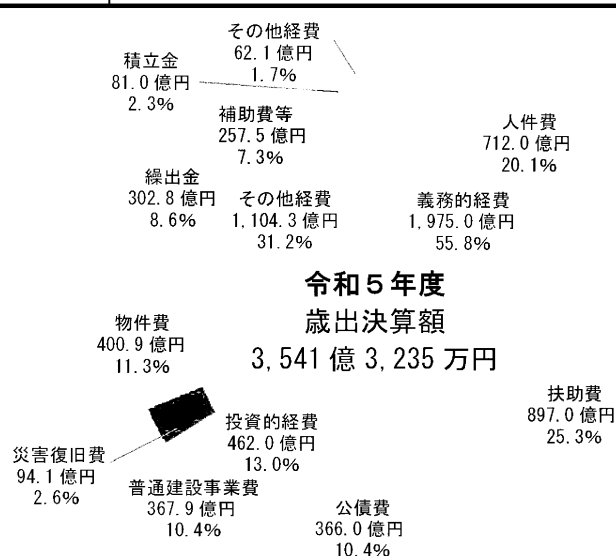 その他経費
62.1 億円
1.7%
積立金
81.0 億円
2.3%
補助費等
257.5 億円
7.3%
人件費
712.0 億円
20.1%
繰出金
302.8 億円
8.6%
その他経費
1,104.3 億円
31.2%
義務的経費
1,975.0 億円
55.8%
令和５年度
歳出決算額
3,541 億 3,235 万円
物件費
400.9 億円
11.3%
扶助費
897.0 億円
25.3%
投資的経費
462.0 億円
13.0%
災害復旧費
94.1 億円
2.6%
普通建設事業費
367.9 億円
10.4%
公債費
366.0 億円
10.4%